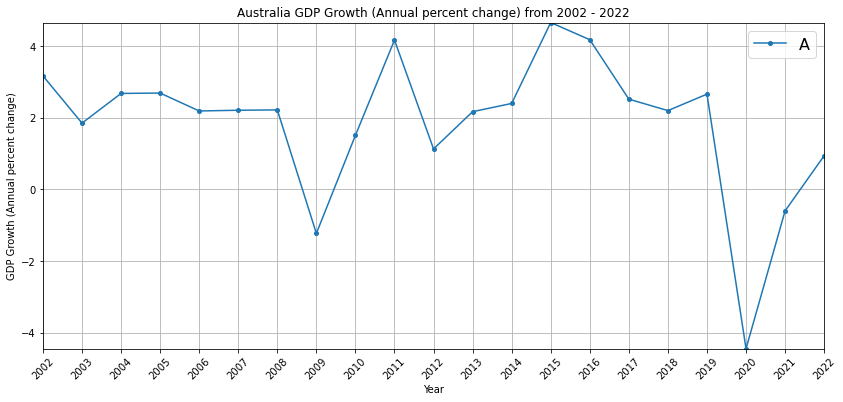 Australia GDP Growth (Annual percent change) from 2002 - 2022
A
GDP Growth (Annual percent change)
4
2
0
−2
−4
2002 2003 2004 2005 2006 2007 2008 2009 2010 2011 2012 2013 2014 2015 2016 2017 2018 2019 2020 2021 2022
Year